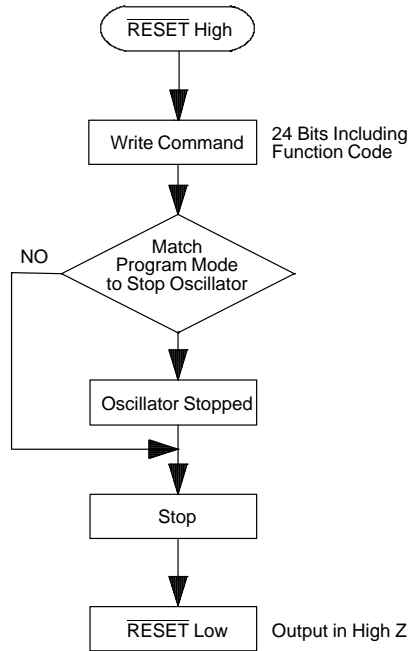 RESET High
Write Command
24 Bits Including
Function Code
Match
Program Mode
to Stop Oscillator
NO
Oscillator Stopped
Stop
RESET Low
Output in High Z